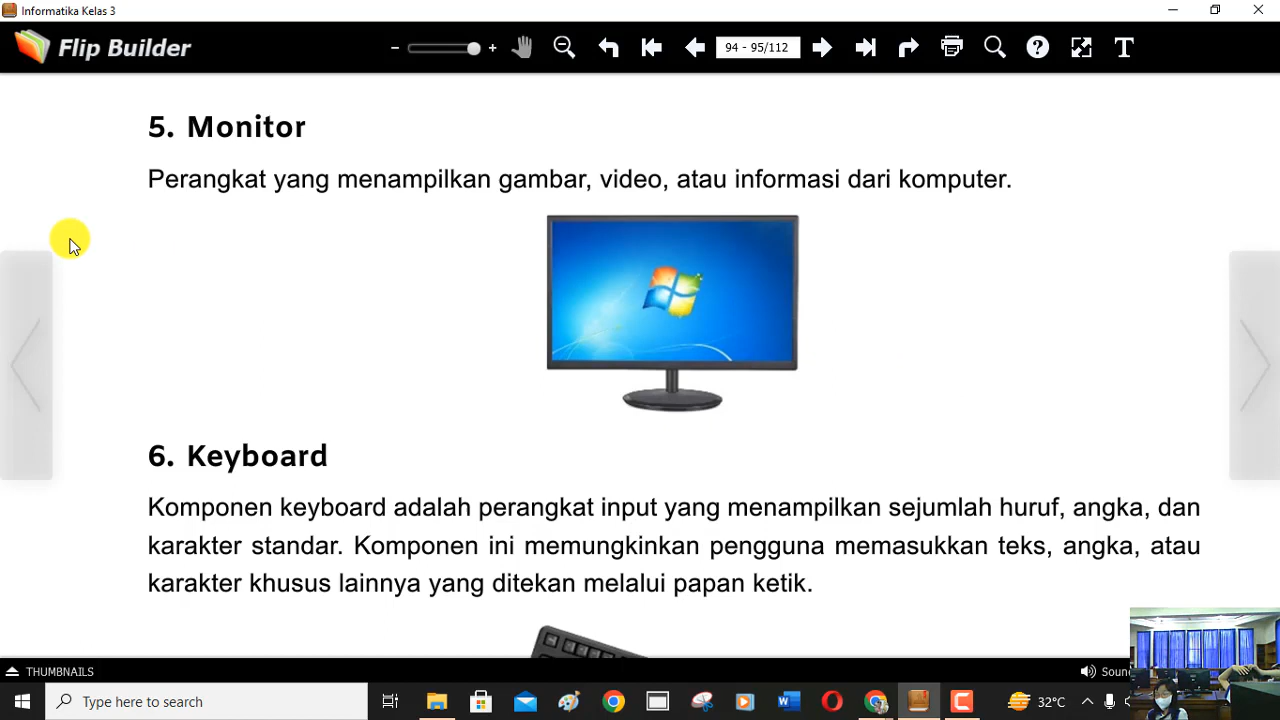 Informatika Kelas 3
Flip Builder
94 - 95/112
T
5. Monitor
Perangkat yang menampilkan gambar, video, atau informasi dari komputer.
6. Keyboard
Komponen keyboard adalah perangkat input yang menampilkan sejumlah huruf, angka, dan
karakter standar. Komponen ini memungkinkan pengguna memasukkan teks, angka, atau
karakter khusus lainnya yang ditekan melalui papan ketik.
THUMBNAILS
Soun
Type here to search
32°C